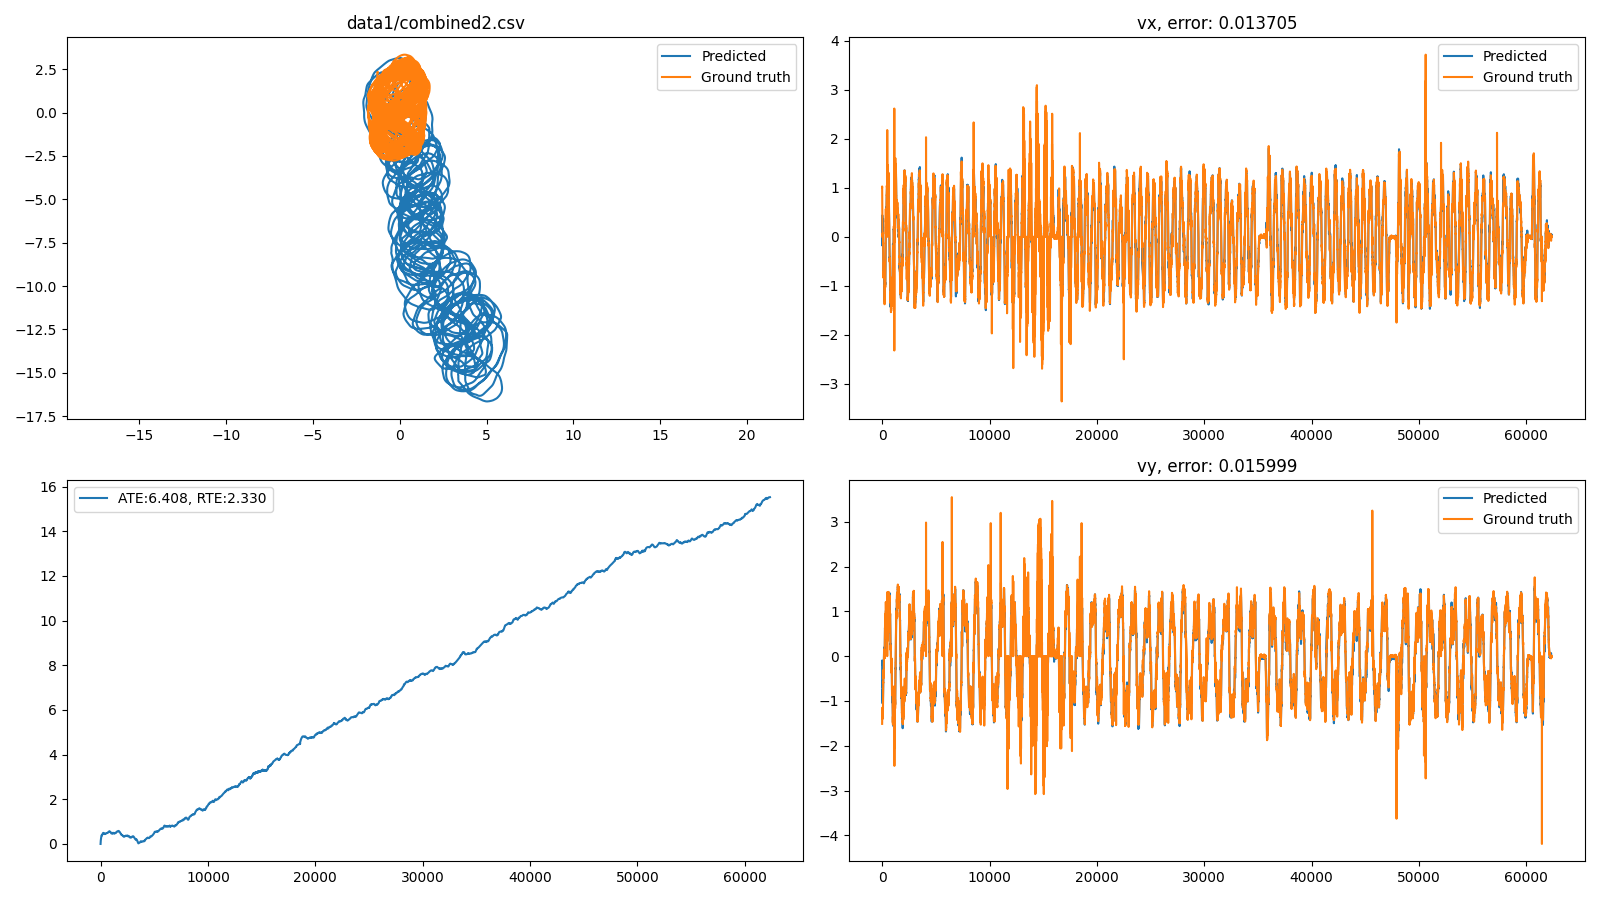 data1/combined2.csv
Predicted
Ground truth
2.5
0.0
−2.5
−5.0
−7.5
−10.0
−12.5
−15.0
−17.5
−15 −10 −5 0 5 10 15 20
vx, error: 0.013705
Predicted
Ground truth
4
3
2
1
0
−1
−2
−3
0 10000 20000 30000 40000 50000 60000
ATE:6.408, RTE:2.330
16
14
12
10
8
6
4
2
0
0 10000 20000 30000 40000 50000 60000
vy, error: 0.015999
Predicted
Ground truth
3
2
1
0
−1
−2
−3
−4
0 10000 20000 30000 40000 50000 60000